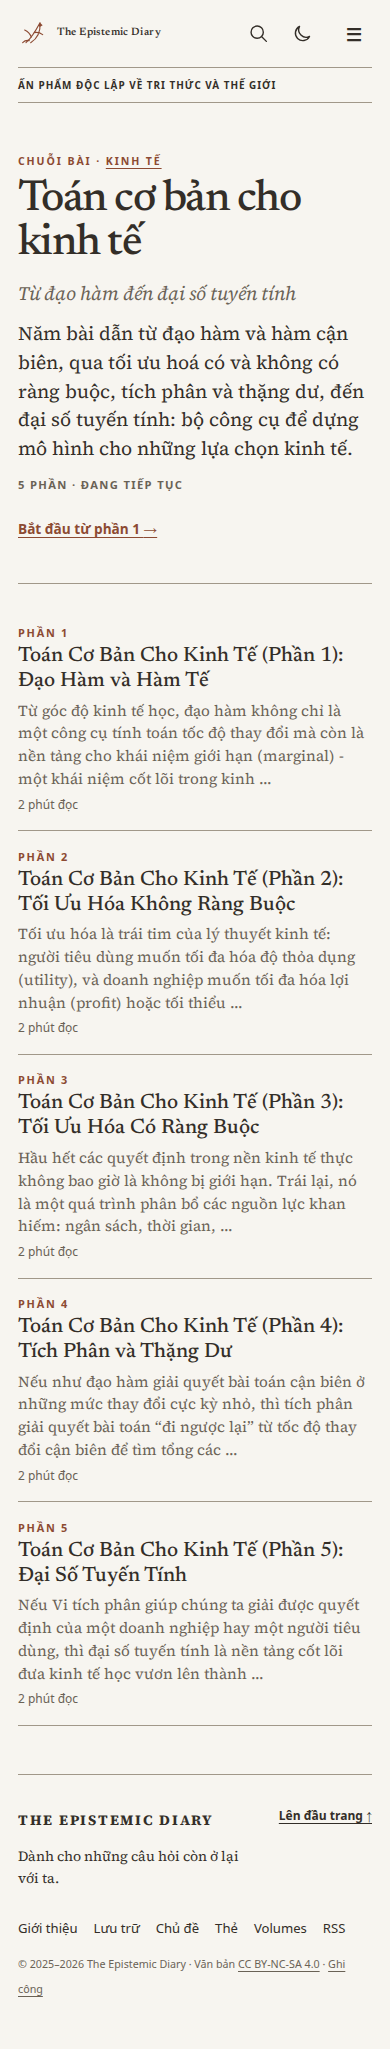 The Epistemic Diary
ẤN PHẨM ĐỘC LẬP VỀ TRI THỨC VÀ THẾ GIỚI
CHUỖI BÀI · KINH TẾ
Toán cơ bản cho
kinh tế
Từ đạo hàm đến đại số tuyến tính
Năm bài dẫn từ đạo hàm và hàm cận
biên, qua tối ưu hoá có và không có
ràng buộc, tích phân và thặng dư, đến
đại số tuyến tính: bộ công cụ để dựng
mô hình cho những lựa chọn kinh tế.
5 PHẦN · ĐANG TIẾP TỤC
Bắt đầu từ phần 1 →
PHẦN 1
Toán Cơ Bản Cho Kinh Tế (Phần 1):
Đạo Hàm và Hàm Tế
Từ góc độ kinh tế học, đạo hàm không chỉ là
một công cụ tính toán tốc độ thay đổi mà còn là
nền tảng cho khái niệm giới hạn (marginal) -
một khái niệm cốt lõi trong kinh ...
2 phút đọc
PHẦN 2
Toán Cơ Bản Cho Kinh Tế (Phần 2):
Tối Ưu Hóa Không Ràng Buộc
Tối ưu hóa là trái tim của lý thuyết kinh tế:
người tiêu dùng muốn tối đa hóa độ thỏa dụng
(utility), và doanh nghiệp muốn tối đa hóa lợi
nhuận (profit) hoặc tối thiểu ...
2 phút đọc
PHẦN 3
Toán Cơ Bản Cho Kinh Tế (Phần 3):
Tối Ưu Hóa Có Ràng Buộc
Hầu hết các quyết định trong nền kinh tế thực
không bao giờ là không bị giới hạn. Trái lại, nó
là một quá trình phân bổ các nguồn lực khan
hiếm: ngân sách, thời gian, ...
2 phút đọc
PHẦN 4
Toán Cơ Bản Cho Kinh Tế (Phần 4):
Tích Phân và Thặng Dư
Nếu như đạo hàm giải quyết bài toán cận biên ở
những mức thay đổi cực kỳ nhỏ, thì tích phân
giải quyết bài toán “đi ngược lại” từ tốc độ thay
đổi cận biên để tìm tổng các ...
2 phút đọc
PHẦN 5
Toán Cơ Bản Cho Kinh Tế (Phần 5):
Đại Số Tuyến Tính
Nếu Vi tích phân giúp chúng ta giải được quyết
định của một doanh nghiệp hay một người tiêu
dùng, thì đại số tuyến tính là nền tảng cốt lõi
đưa kinh tế học vươn lên thành ...
2 phút đọc
THE EPISTEMIC DIARY
Lên đầu trang ↑
Dành cho những câu hỏi còn ở lại
với ta.
Giới thiệu Lưu trữ Chủ đề Thẻ Volumes RSS
© 2025–2026 The Epistemic Diary · Văn bản CC BY-NC-SA 4.0 · Ghi
công